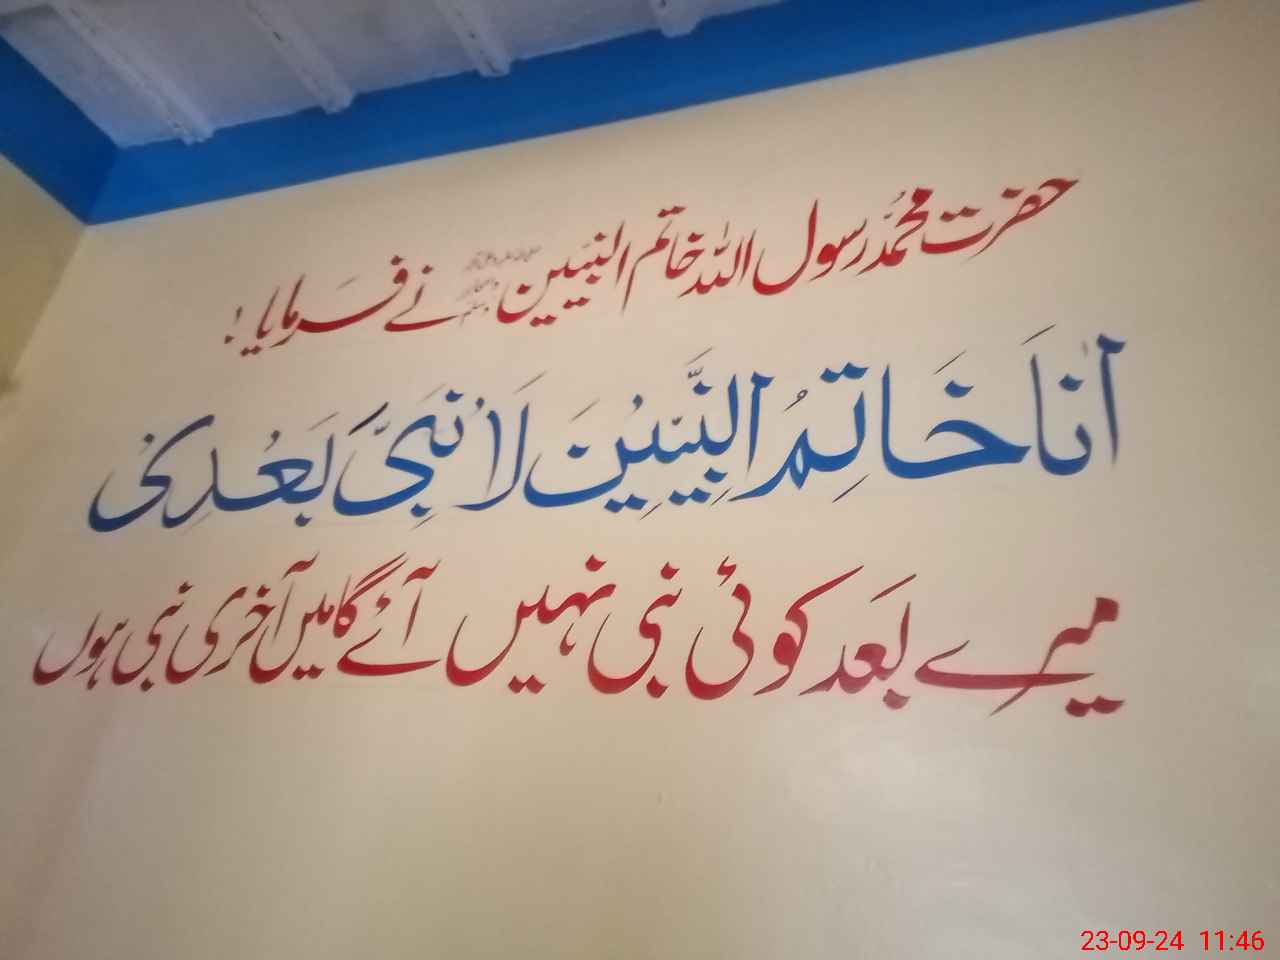 حضرت محمد رسول اللہ خاتم النبیین نے فرمایا!
اَنَا خَاتِمُ النَّبِیِّیْنَ لَا نَبِیَّ بَعْدِیْ
میرے بعد کوئی نبی نہیں آئے گا میں آخری نبی ہوں
23-09-24 11:46